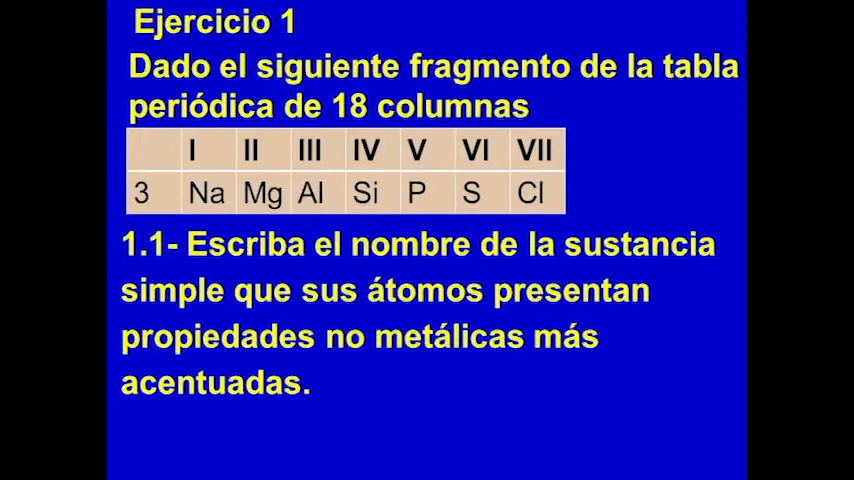 Ejercicio 1
Dado el siguiente fragmento de la tabla
periódica de 18 columnas
I II III IV V VI VII
3 Na Mg Al Si P S Cl
1.1- Escriba el nombre de la sustancia
simple que sus átomos presentan
propiedades no metálicas más
acentuadas.